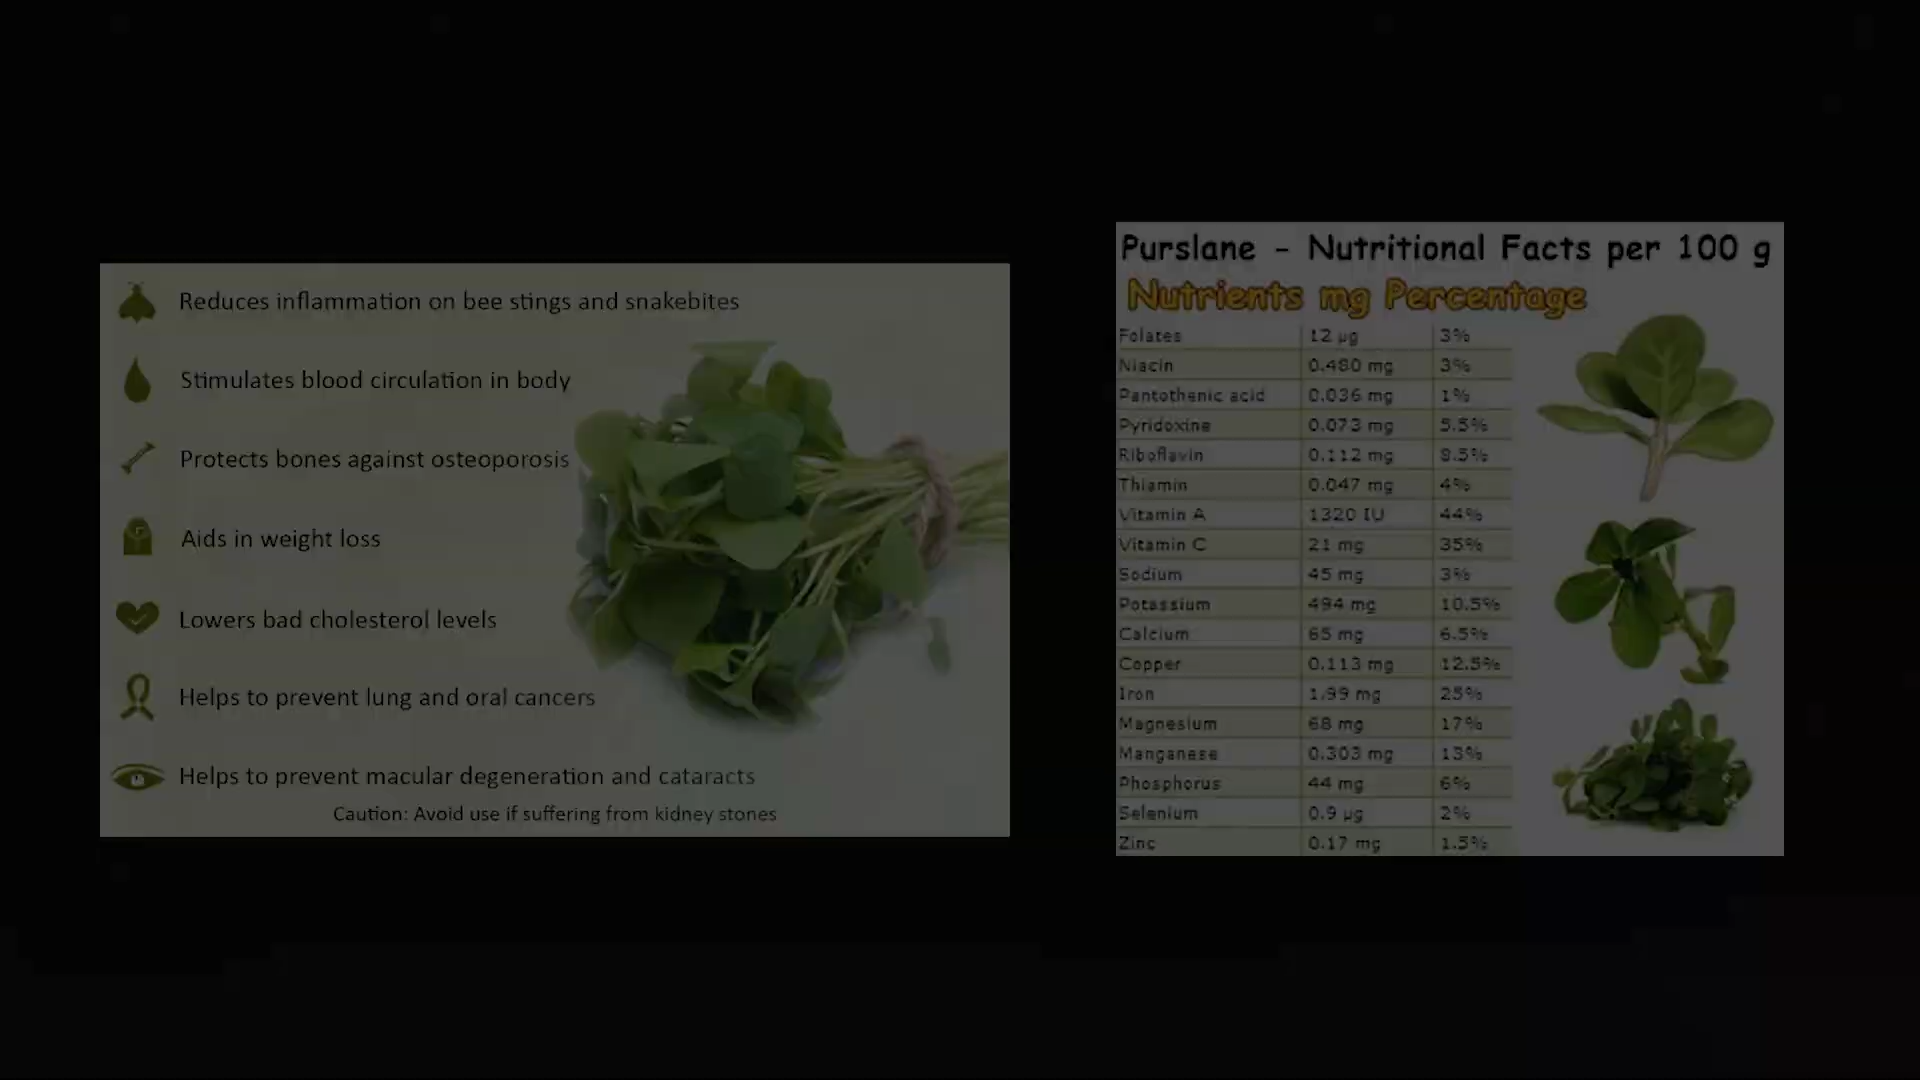 Reduces inflammation on bee stings and snakebites
Stimulates blood circulation in body
Protects bones against osteoporosis
Aids in weight loss
Lowers bad cholesterol levels
Helps to prevent lung and oral cancers
Helps to prevent macular degeneration and cataracts
Caution: Avoid use if suffering from kidney stones
Purslane - Nutritional Facts per 100 g
Nutrients mg Percentage
Folates 12 µg 3%
Niacin 0.480 mg 3%
Pantothenic acid 0.036 mg 1%
Pyridoxine 0.073 mg 5.5%
Riboflavin 0.112 mg 8.5%
Thiamin 0.047 mg 4%
Vitamin A 1320 IU 44%
Vitamin C 21 mg 35%
Sodium 45 mg 3%
Potassium 494 mg 10.5%
Calcium 65 mg 6.5%
Copper 0.113 mg 12.5%
Iron 1.99 mg 25%
Magnesium 68 mg 17%
Manganese 0.303 mg 13%
Phosphorus 44 mg 6%
Selenium 0.9 µg 2%
Zinc 0.17 mg 1.5%